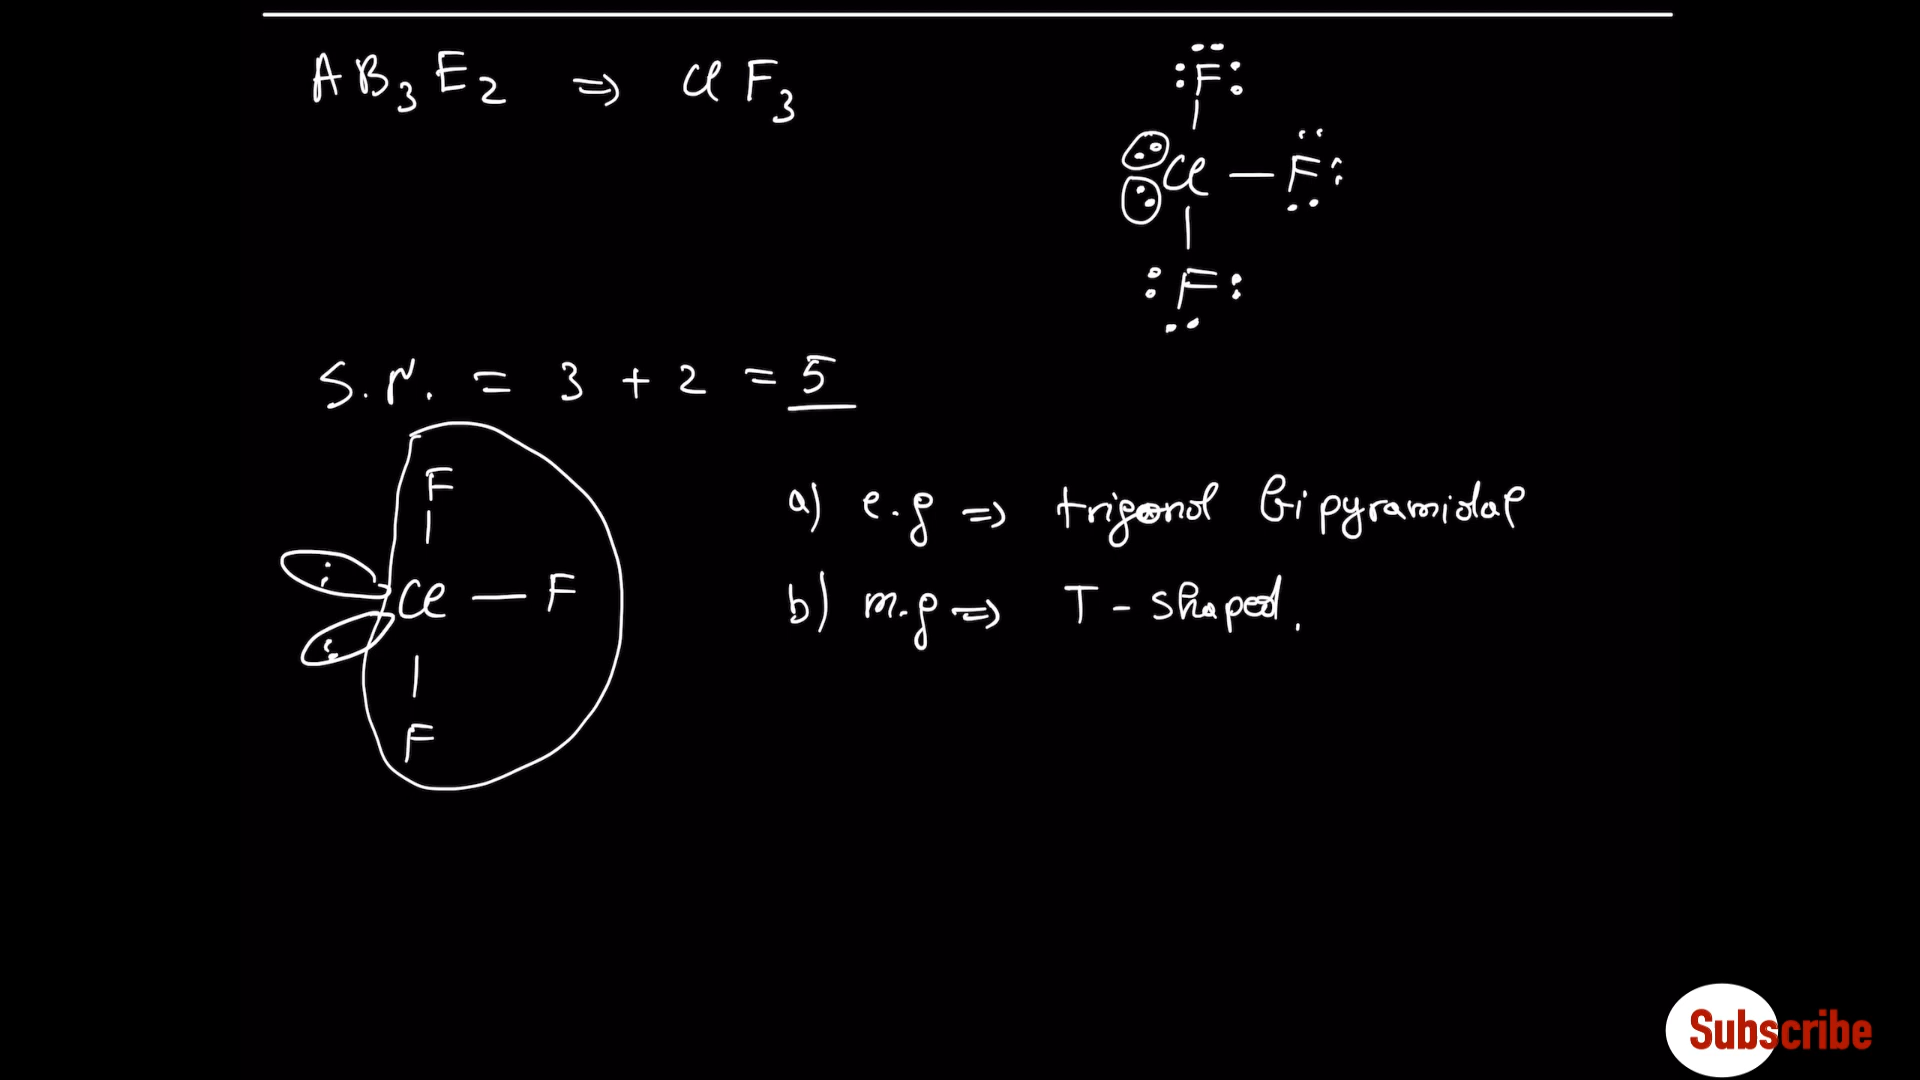 AB₃E₂ ⇒ ClF₃
:F:
Cl — F:
:F:
S.N. = 3 + 2 = 5
F
Cl — F
F
a) e.g ⇒ trigonal bipyramidal
b) m.g ⇒ T - shaped.
Subscribe